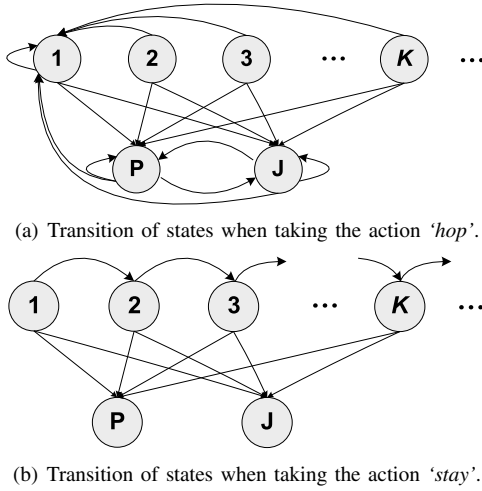 1 2 3 ... K ...
P J
(a) Transition of states when taking the action 'hop'.
1 2 3 ... K ...
P J
(b) Transition of states when taking the action 'stay'.